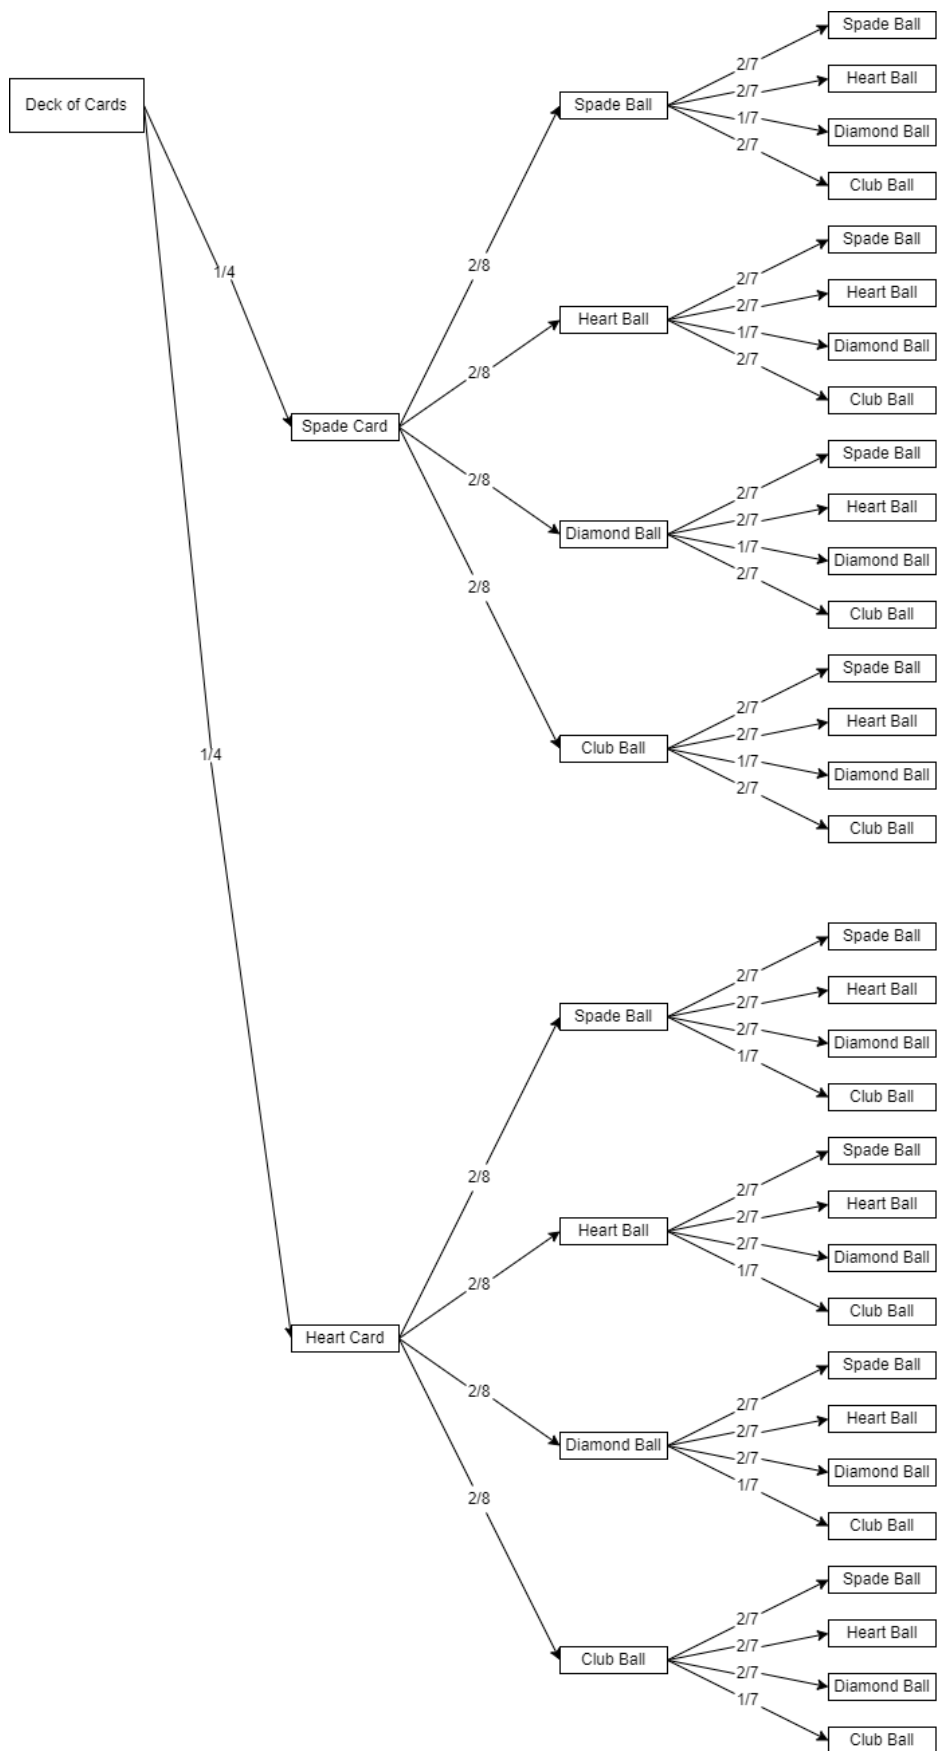 Deck of Cards
1/4
1/4
Spade Card
2/8
2/8
2/8
2/8
Spade Ball
2/7
2/7
1/7
2/7
Spade Ball
Heart Ball
Diamond Ball
Club Ball
Heart Ball
2/7
2/7
1/7
2/7
Spade Ball
Heart Ball
Diamond Ball
Club Ball
Diamond Ball
2/7
2/7
1/7
2/7
Spade Ball
Heart Ball
Diamond Ball
Club Ball
Club Ball
2/7
2/7
1/7
2/7
Spade Ball
Heart Ball
Diamond Ball
Club Ball
Heart Card
2/8
2/8
2/8
2/8
Spade Ball
2/7
2/7
2/7
1/7
Spade Ball
Heart Ball
Diamond Ball
Club Ball
Heart Ball
2/7
2/7
2/7
1/7
Spade Ball
Heart Ball
Diamond Ball
Club Ball
Diamond Ball
2/7
2/7
2/7
1/7
Spade Ball
Heart Ball
Diamond Ball
Club Ball
Club Ball
2/7
2/7
2/7
1/7
Spade Ball
Heart Ball
Diamond Ball
Club Ball